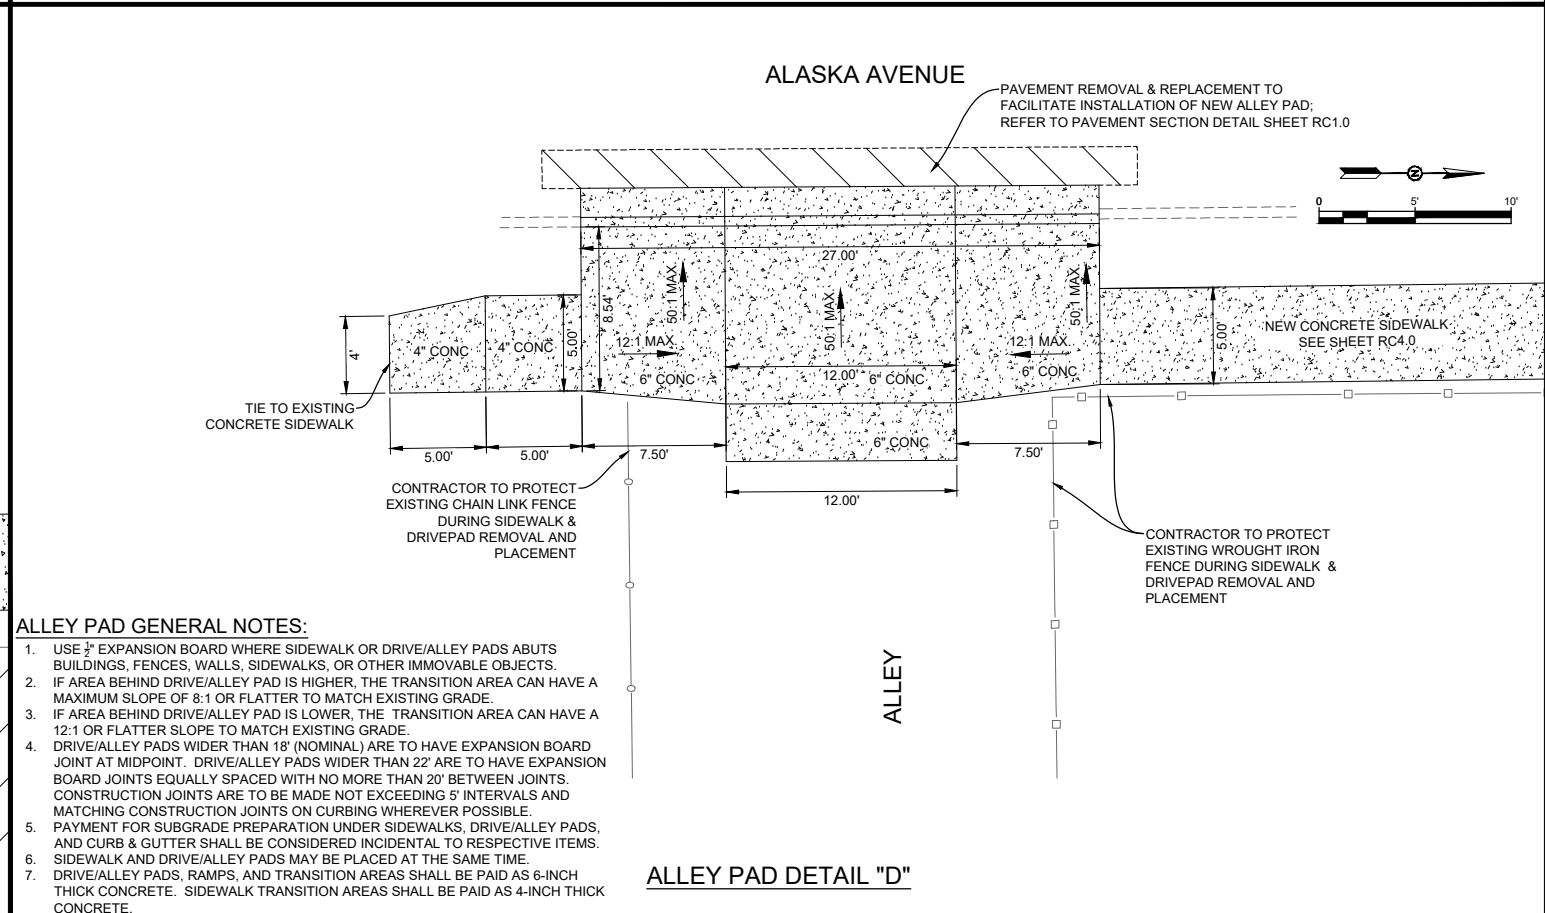 ALASKA AVENUE
PAVEMENT REMOVAL & REPLACEMENT TO
FACILITATE INSTALLATION OF NEW ALLEY PAD;
REFER TO PAVEMENT SECTION DETAIL SHEET RC1.0
N
0 5' 10'
27.00'
50:1 MAX.
50:1 MAX.
50:1 MAX.
8.54'
5.00'
4'
4" CONC
4" CONC
12:1 MAX.
6" CONC
12.00'
6" CONC
12:1 MAX.
6" CONC
5.00'
NEW CONCRETE SIDEWALK
SEE SHEET RC4.0
TIE TO EXISTING
CONCRETE SIDEWALK
6" CONC
5.00'
5.00'
7.50'
7.50'
12.00'
CONTRACTOR TO PROTECT
EXISTING CHAIN LINK FENCE
DURING SIDEWALK &
DRIVEPAD REMOVAL AND
PLACEMENT
CONTRACTOR TO PROTECT
EXISTING WROUGHT IRON
FENCE DURING SIDEWALK &
DRIVEPAD REMOVAL AND
PLACEMENT
ALLEY
ALLEY PAD GENERAL NOTES:
1. USE ½" EXPANSION BOARD WHERE SIDEWALK OR DRIVE/ALLEY PADS ABUTS
BUILDINGS, FENCES, WALLS, SIDEWALKS, OR OTHER IMMOVABLE OBJECTS.
2. IF AREA BEHIND DRIVE/ALLEY PAD IS HIGHER, THE TRANSITION AREA CAN HAVE A
MAXIMUM SLOPE OF 8:1 OR FLATTER TO MATCH EXISTING GRADE.
3. IF AREA BEHIND DRIVE/ALLEY PAD IS LOWER, THE TRANSITION AREA CAN HAVE A
12:1 OR FLATTER SLOPE TO MATCH EXISTING GRADE.
4. DRIVE/ALLEY PADS WIDER THAN 18' (NOMINAL) ARE TO HAVE EXPANSION BOARD
JOINT AT MIDPOINT. DRIVE/ALLEY PADS WIDER THAN 22' ARE TO HAVE EXPANSION
BOARD JOINTS EQUALLY SPACED WITH NO MORE THAN 20' BETWEEN JOINTS.
CONSTRUCTION JOINTS ARE TO BE MADE NOT EXCEEDING 5' INTERVALS AND
MATCHING CONSTRUCTION JOINTS ON CURBING WHEREVER POSSIBLE.
5. PAYMENT FOR SUBGRADE PREPARATION UNDER SIDEWALKS, DRIVE/ALLEY PADS,
AND CURB & GUTTER SHALL BE CONSIDERED INCIDENTAL TO RESPECTIVE ITEMS.
6. SIDEWALK AND DRIVE/ALLEY PADS MAY BE PLACED AT THE SAME TIME.
7. DRIVE/ALLEY PADS, RAMPS, AND TRANSITION AREAS SHALL BE PAID AS 6-INCH
THICK CONCRETE. SIDEWALK TRANSITION AREAS SHALL BE PAID AS 4-INCH THICK
CONCRETE.
ALLEY PAD DETAIL "D"